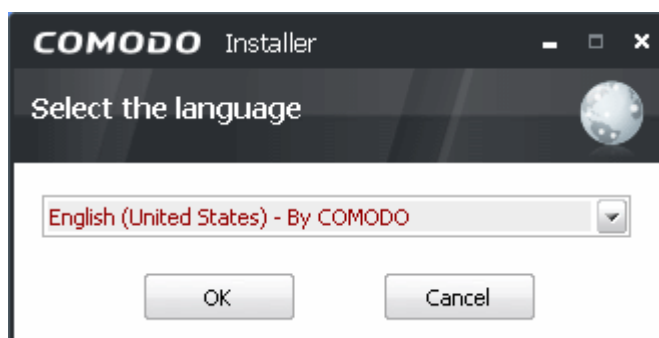 COMODO Installer
Select the language
English (United States) - By COMODO
OK Cancel